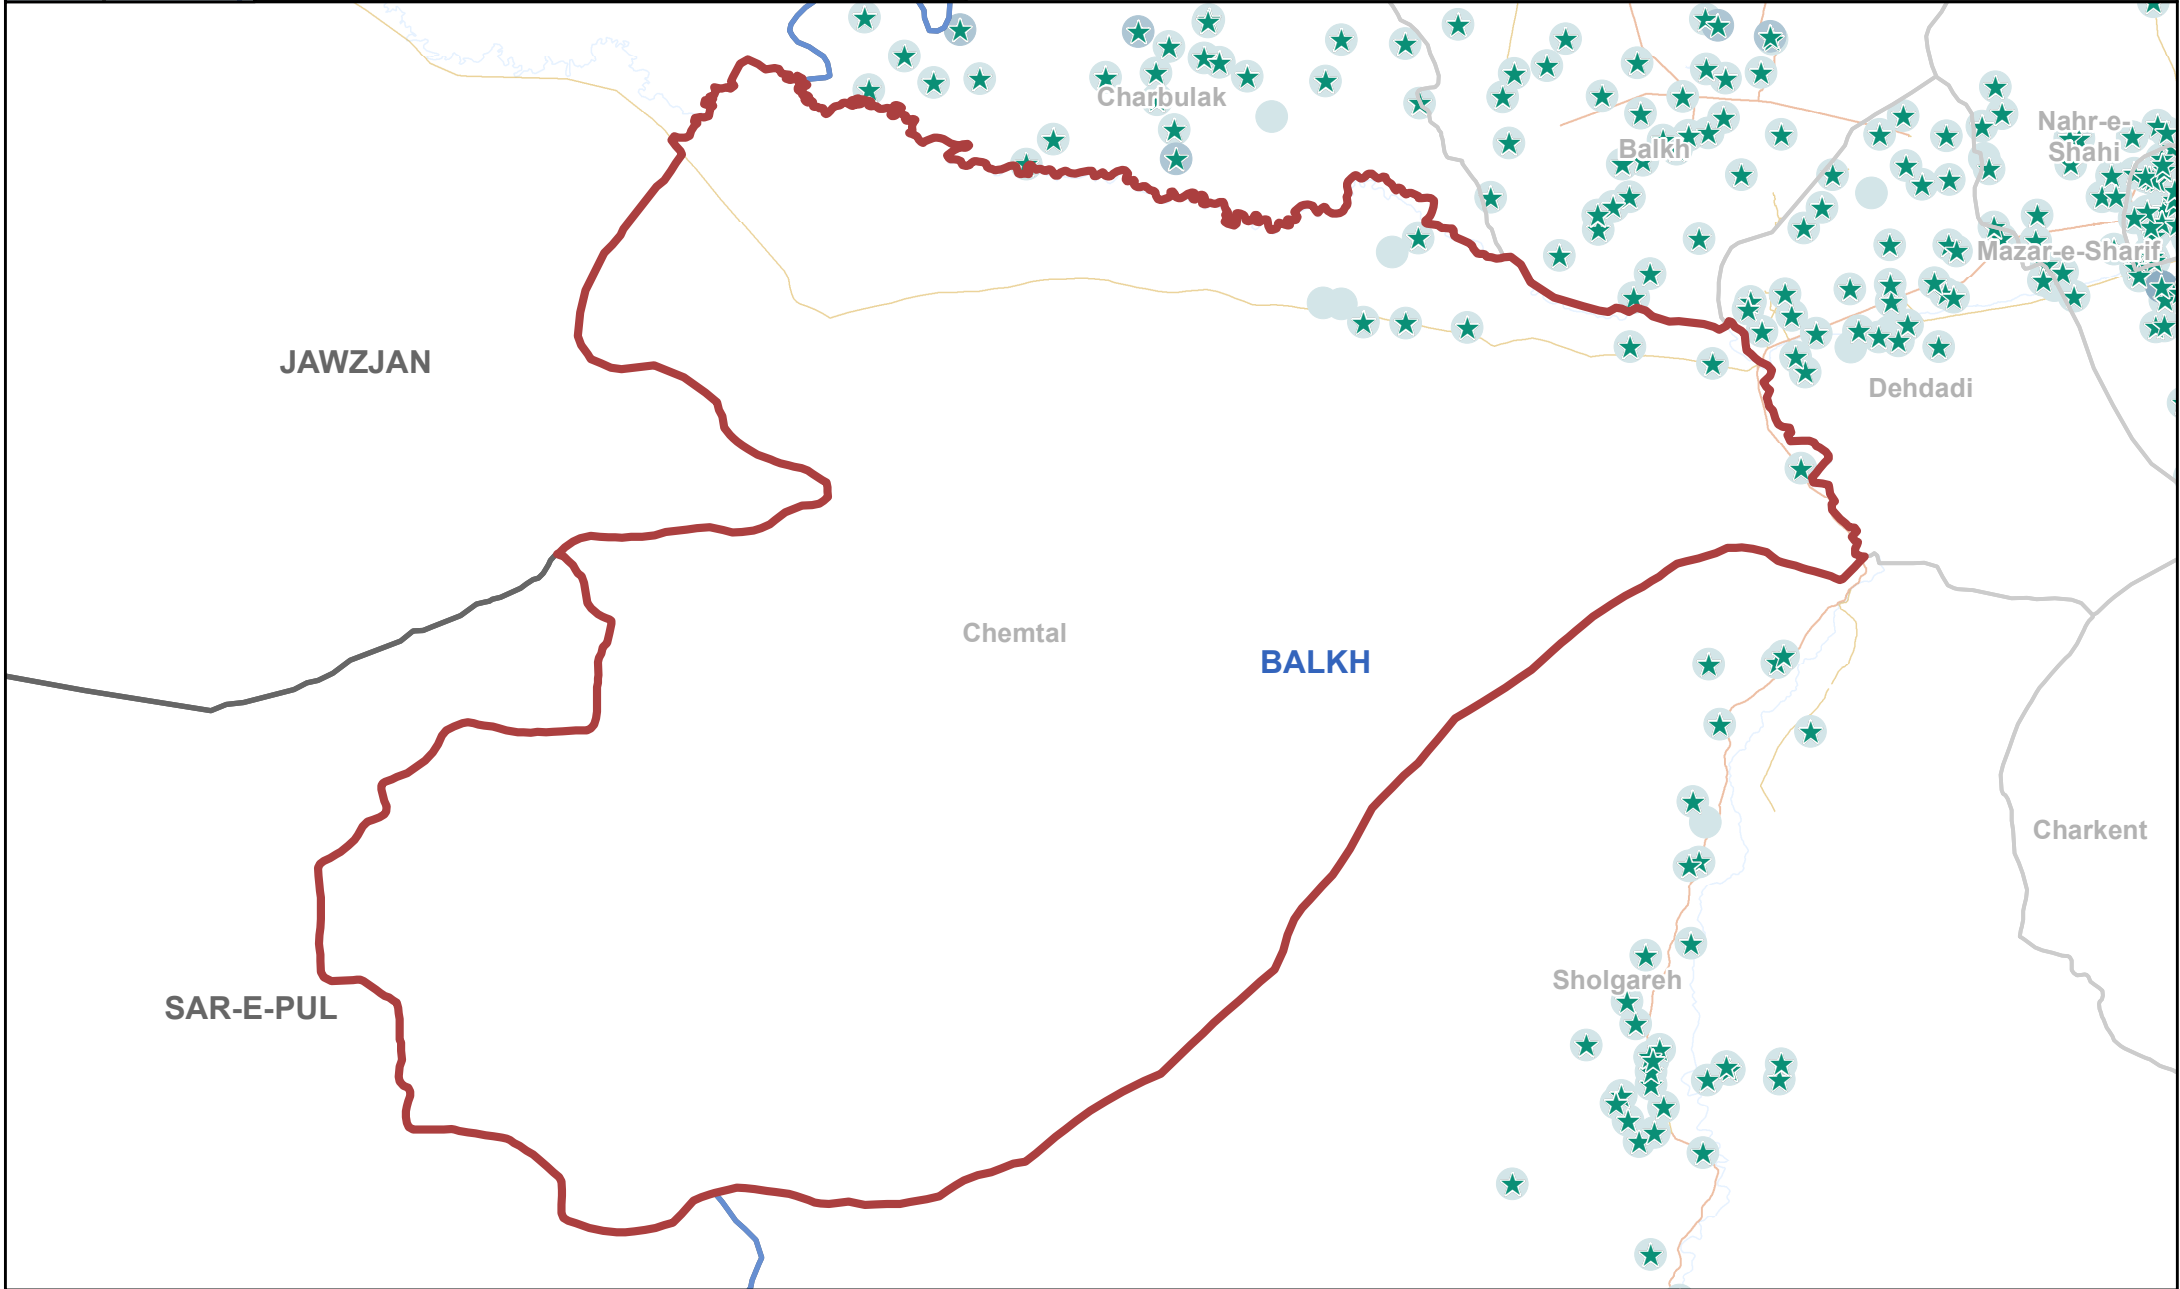 Charbulak
Nahr-e-
Shahi
Balkh
Mazar-e-Sharif
JAWZJAN
Dehdadi
Chemtal
BALKH
Charkent
Sholgareh
SAR-E-PUL